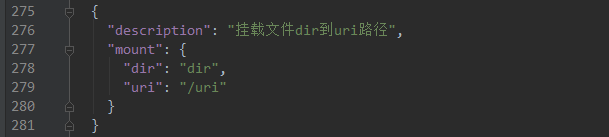 275 {
276 "description": "挂载文件dir到uri路径",
277 "mount": {
278 "dir": "dir",
279 "uri": "/uri"
280 }
281 }